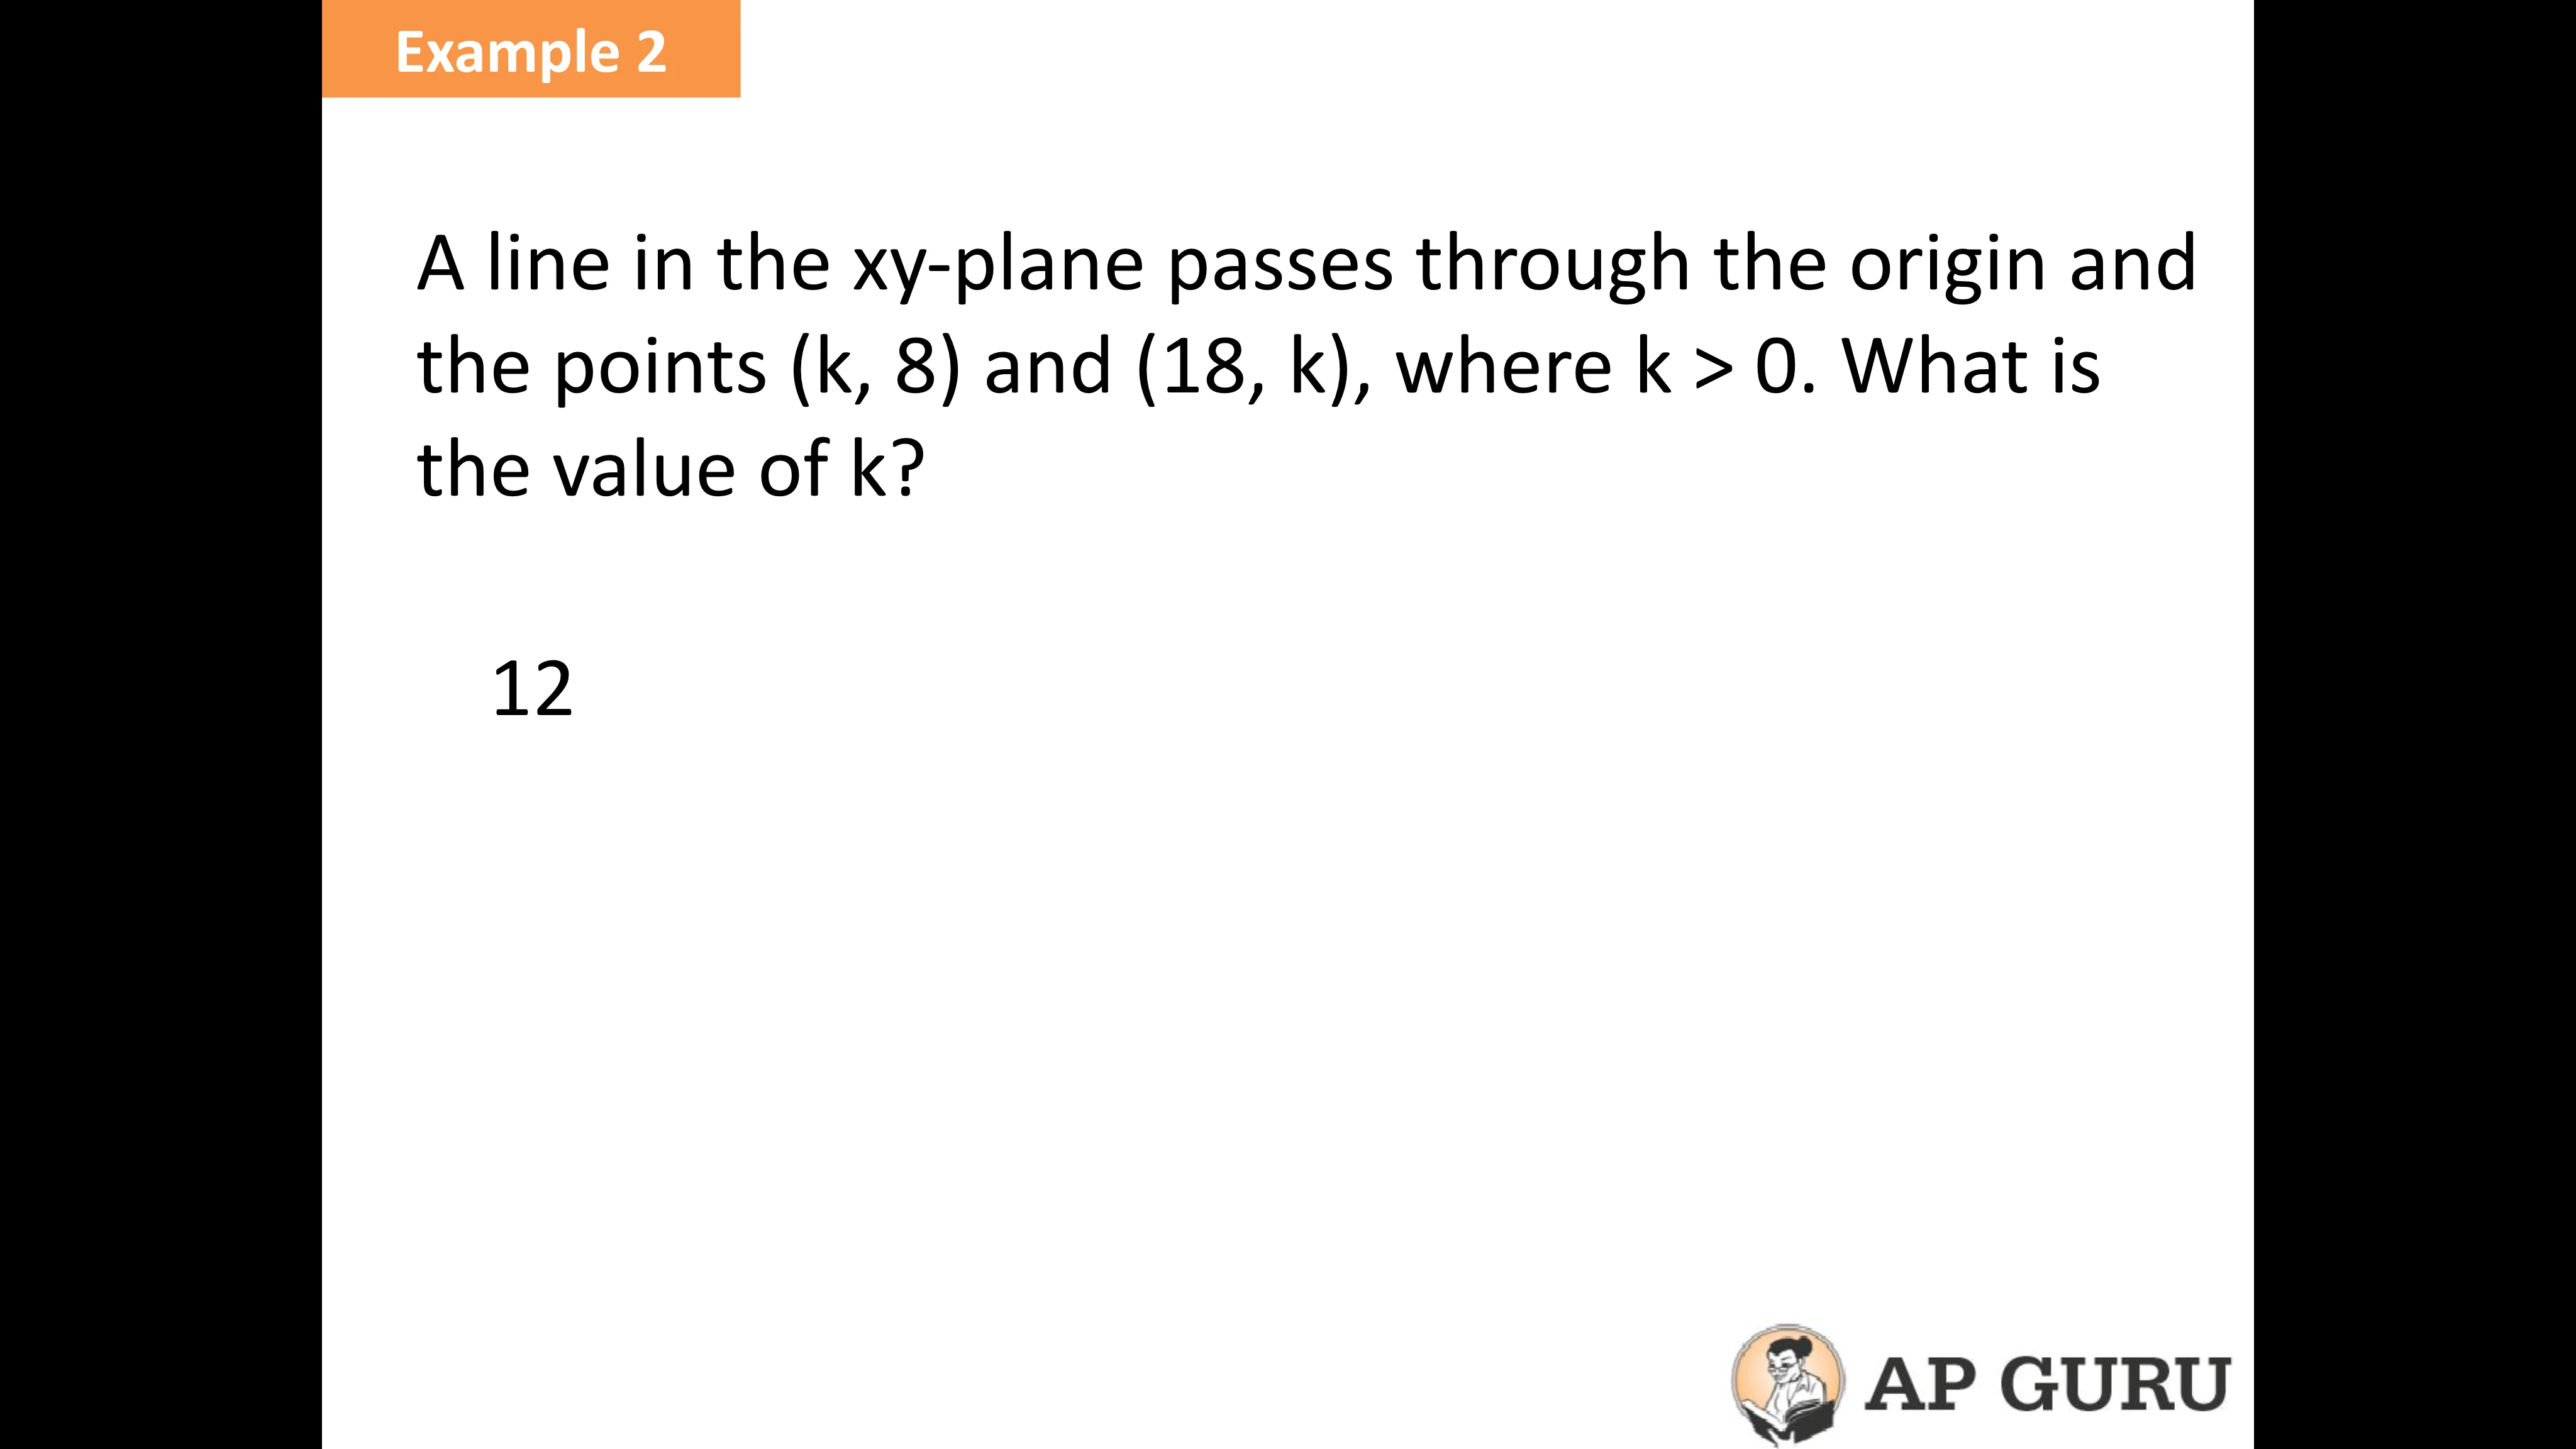 Example 2
A line in the xy-plane passes through the origin and
the points (k, 8) and (18, k), where k > 0. What is
the value of k?
12
AP GURU